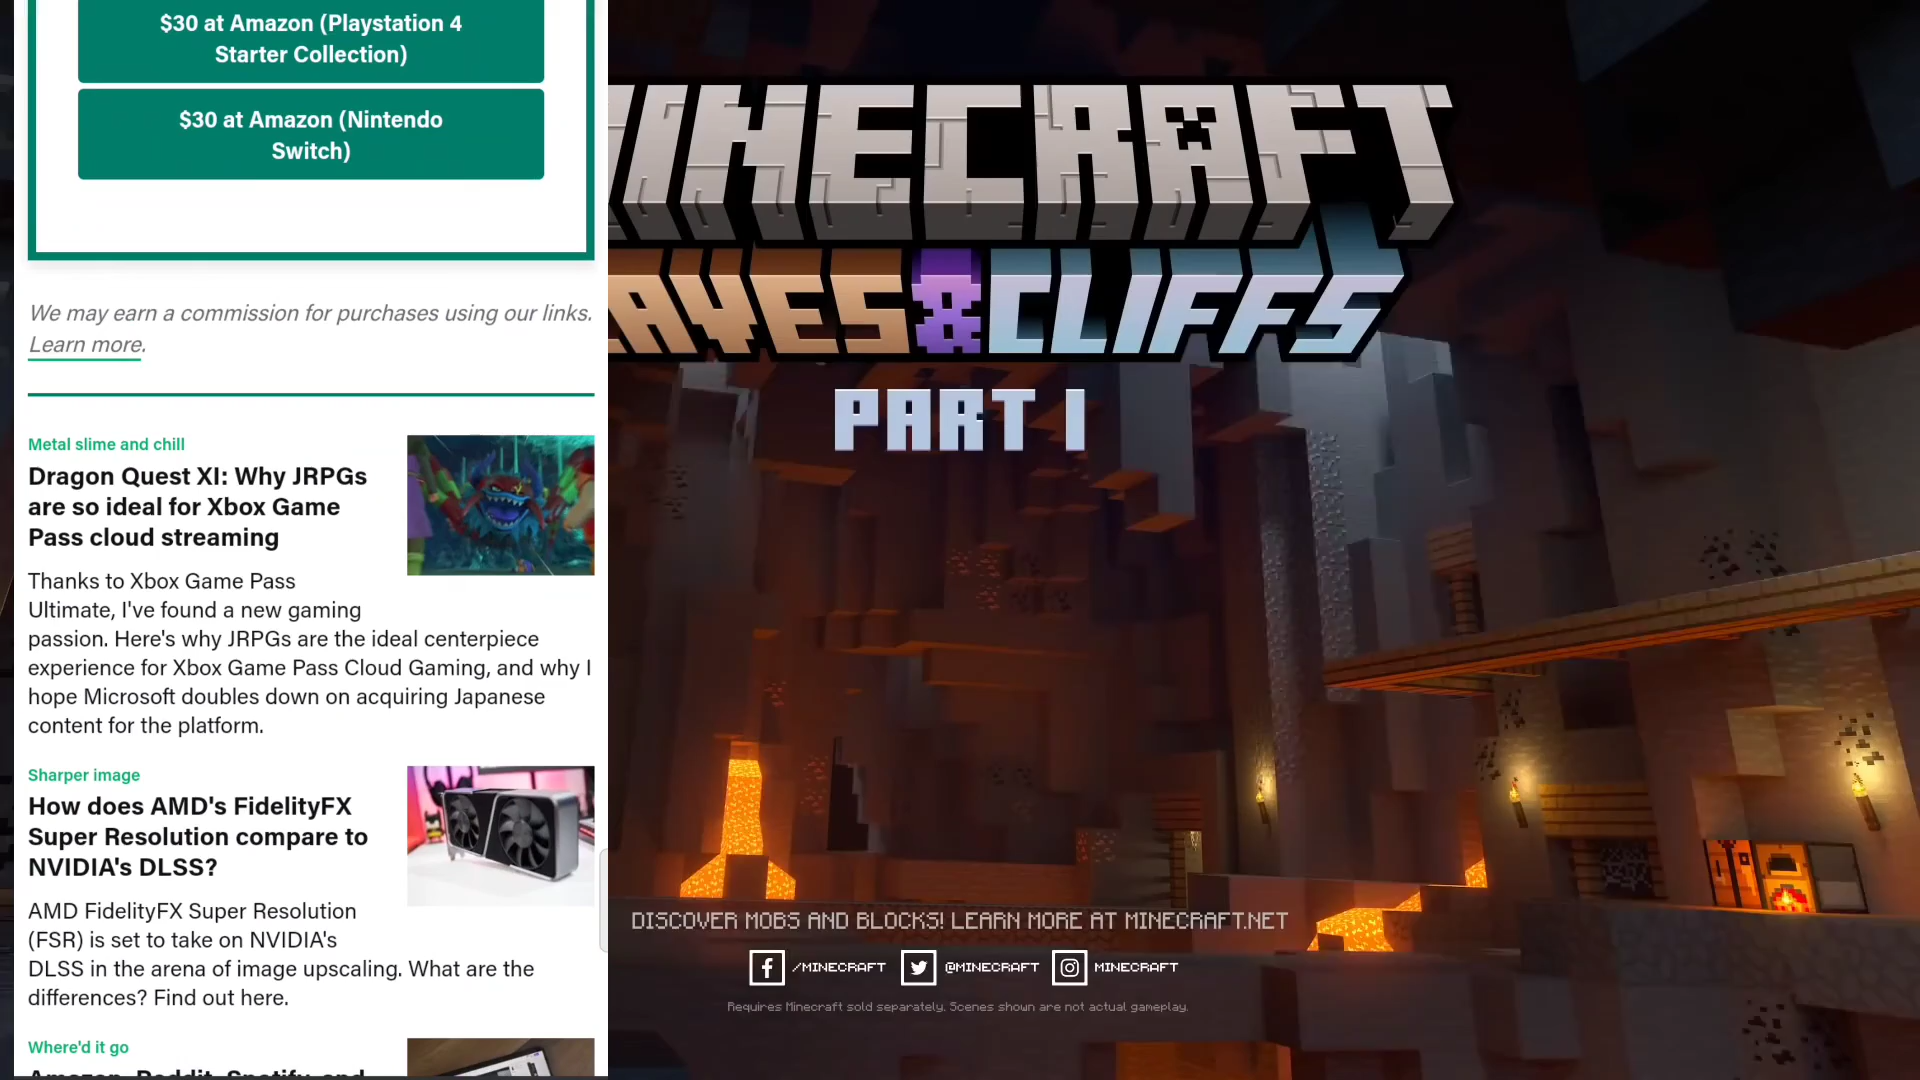 $30 at Amazon (Playstation 4
Starter Collection)
$30 at Amazon (Nintendo
Switch)
We may earn a commission for purchases using our links.
Learn more.
Metal slime and chill
Dragon Quest XI: Why JRPGs
are so ideal for Xbox Game
Pass cloud streaming
Thanks to Xbox Game Pass
Ultimate, I've found a new gaming
passion. Here's why JRPGs are the ideal centerpiece
experience for Xbox Game Pass Cloud Gaming, and why I
hope Microsoft doubles down on acquiring Japanese
content for the platform.
Sharper image
How does AMD's FidelityFX
Super Resolution compare to
NVIDIA's DLSS?
AMD FidelityFX Super Resolution
(FSR) is set to take on NVIDIA's
DLSS in the arena of image upscaling. What are the
differences? Find out here.
Where'd it go
Amazon, Reddit, Spotify, and
MINECRAFT
AVES & CLIFFS
PART I
DISCOVER MOBS AND BLOCKS! LEARN MORE AT MINECRAFT.NET
/MINECRAFT @MINECRAFT MINECRAFT
Requires Minecraft sold separately. Scenes shown are not actual gameplay.